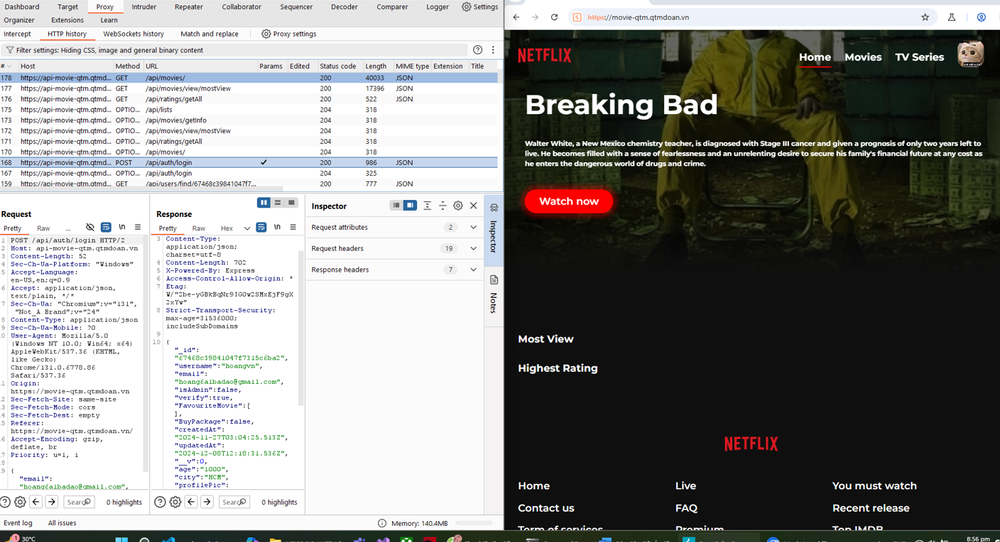 Dashboard Target Proxy Intruder Repeater Collaborator Sequencer Decoder Comparer Logger Settings
Organizer Extensions Learn
Intercept HTTP history WebSockets history Match and replace Proxy settings
Filter settings: Hiding CSS, image and general binary content
# Host Method URL Params Edited Status code Length MIME type Extension Title
178 https://api-movie-qtm.qtmd... GET /api/movies/ 200 40033 JSON
177 https://api-movie-qtm.qtmd... GET /api/movies/view/mostView 200 17396 JSON
176 https://api-movie-qtm.qtmd... GET /api/ratings/getAll 200 522 JSON
175 https://api-movie-qtm.qtmd... OPTIO... /api/lists 204 318
173 https://api-movie-qtm.qtmd... OPTIO... /api/movies/getInfo 204 318
172 https://api-movie-qtm.qtmd... OPTIO... /api/movies/view/mostView 204 318
171 https://api-movie-qtm.qtmd... OPTIO... /api/ratings/getAll 204 318
170 https://api-movie-qtm.qtmd... OPTIO... /api/movies/ 204 318
168 https://api-movie-qtm.qtmd... POST /api/auth/login ✓ 200 986 JSON
167 https://api-movie-qtm.qtmd... OPTIO... /api/auth/login 204 325
159 https://api-movie-qtm.qtmd... GET /api/users/find/67468c39841047f7... 200 777 JSON
Request
Pretty Raw ... \n
1 POST /api/auth/login HTTP/2
2 Host: api-movie-qtm.qtmdoan.vn
3 Content-Length: 52
4 Sec-Ch-Ua-Platform: "Windows"
5 Accept-Language:
en-US,en;q=0.9
6 Accept: application/json,
text/plain, */*
7 Sec-Ch-Ua: "Chromium";v="131",
"Not_A Brand";v="24"
8 Content-Type: application/json
9 Sec-Ch-Ua-Mobile: ?0
0 User-Agent: Mozilla/5.0
(Windows NT 10.0; Win64; x64)
AppleWebKit/537.36 (KHTML,
like Gecko)
Chrome/131.0.6778.86
Safari/537.36
1 Origin:
https://movie-qtm.qtmdoan.vn
2 Sec-Fetch-Site: same-site
3 Sec-Fetch-Mode: cors
4 Sec-Fetch-Dest: empty
5 Referer:
https://movie-qtm.qtmdoan.vn/
6 Accept-Encoding: gzip,
deflate, br
7 Priority: u=1, i
8
9 {
"email":
"hoang61badao@gmail.com",
Search 0 highlights
Response
Pretty Raw Hex \n
3 Content-Type:
application/json;
charset=utf-8
4 Content-Length: 702
5 X-Powered-By: Express
6 Access-Control-Allow-Origin: *
7 Etag:
W/"2be-yGBkBqNr9IGOw2SMxEjF9gX
2xYw"
8 Strict-Transport-Security:
max-age=31536000;
includeSubDomains
9
10 {
"_id":
"67468c39841047f7315c6ba2",
"username":"hoangvn",
"email":
"hoang61badao@gmail.com",
"isAdmin":false,
"verify":true,
"FavouriteMovie":[
],
"BuyPackage":false,
"createdAt":
"2024-11-27T03:04:25.513Z",
"updatedAt":
"2024-12-08T12:18:31.536Z",
"__v":0,
"age":"1000",
"city":"HCM",
"profilePic":
Search 0 highlights
Inspector
Request attributes 2
Request headers 19
Response headers 7
Inspector
Notes
Event log All issues Memory: 140.4MB
https://movie-qtm.qtmdoan.vn
NETFLIX Home Movies TV Series
Breaking Bad
Walter White, a New Mexico chemistry teacher, is diagnosed with Stage III cancer and given a prognosis of only two years left to
live. He becomes filled with a sense of fearlessness and an unrelenting desire to secure his family's financial future at any cost as
he enters the dangerous world of drugs and crime.
Watch now
Most View
Highest Rating
NETFLIX
Home Live You must watch
Contact us FAQ Recent release
Term of services Premium Top IMDB
1 30°C 8:56 pm